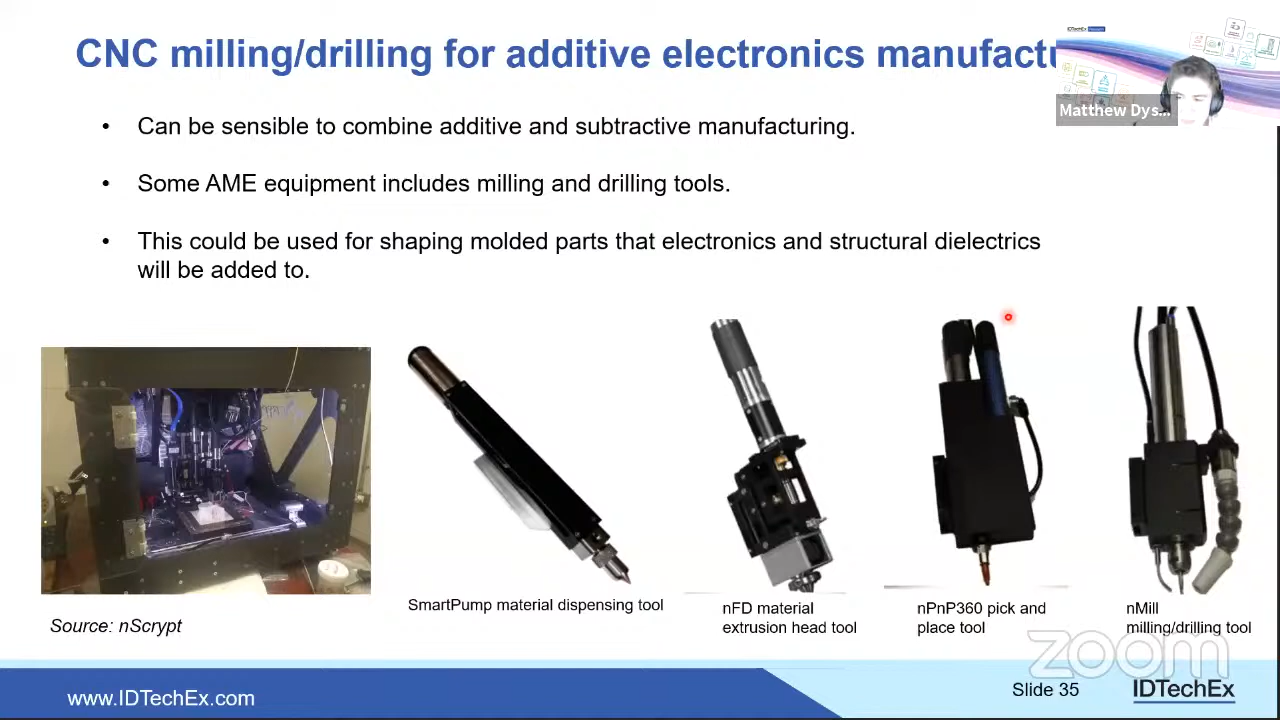 CNC milling/drilling for additive electronics manufactu
IDTechEx
Matthew Dys...
• Can be sensible to combine additive and subtractive manufacturing.
• Some AME equipment includes milling and drilling tools.
• This could be used for shaping molded parts that electronics and structural dielectrics
will be added to.
SmartPump material dispensing tool
nFD material
extrusion head tool
nPnP360 pick and
place tool
nMill
milling/drilling tool
Source: nScrypt
zoom
www.IDTechEx.com
Slide 35
IDTechEx